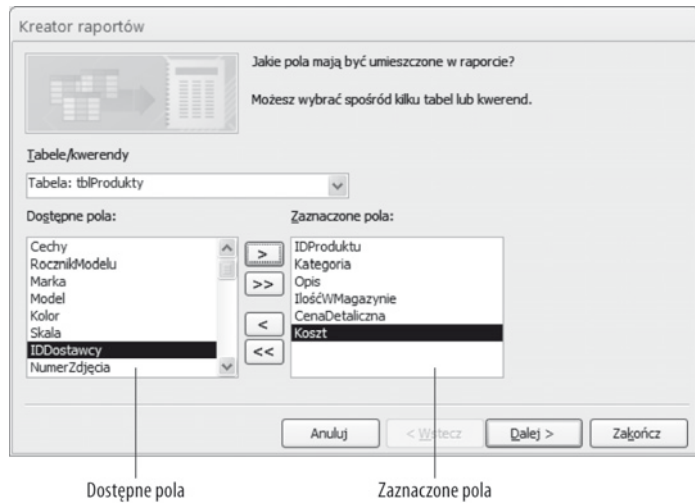 Kreator raportów
Jakie pola mają być umieszczone w raporcie?
Możesz wybrać spośród kilku tabel lub kwerend.
Tabele/kwerendy
Tabela: tblProdukty
Dostępne pola:
Zaznaczone pola:
Cechy
RocznikModelu
Marka
Model
Kolor
Skala
IDDostawcy
NumerZdjęcia
>
>>
<
<<
IDProduktu
Kategoria
Opis
IlośćWMagazynie
CenaDetaliczna
Koszt
Anuluj
< Wstecz
Dalej >
Zakończ
Dostępne pola
Zaznaczone pola